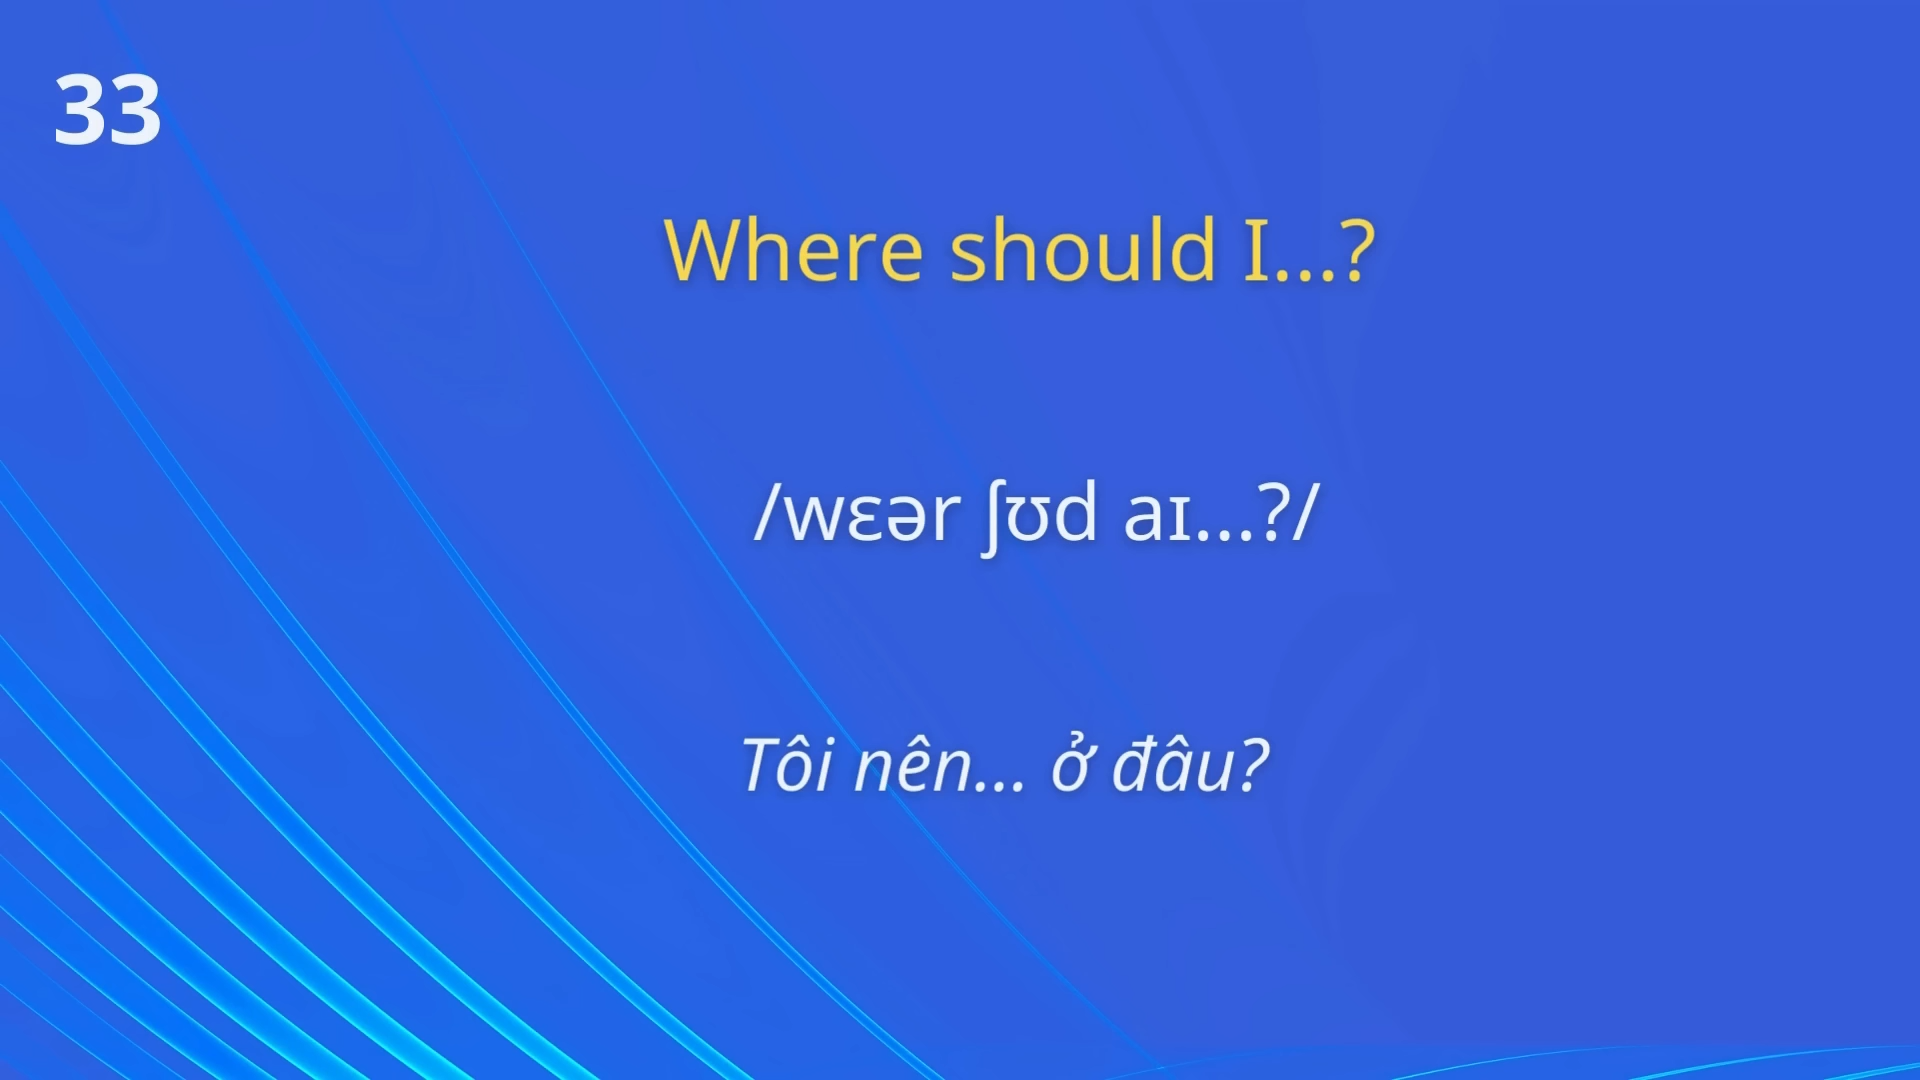 33
Where should I...?
/wɛər ʃʊd aɪ...?/
Tôi nên... ở đâu?